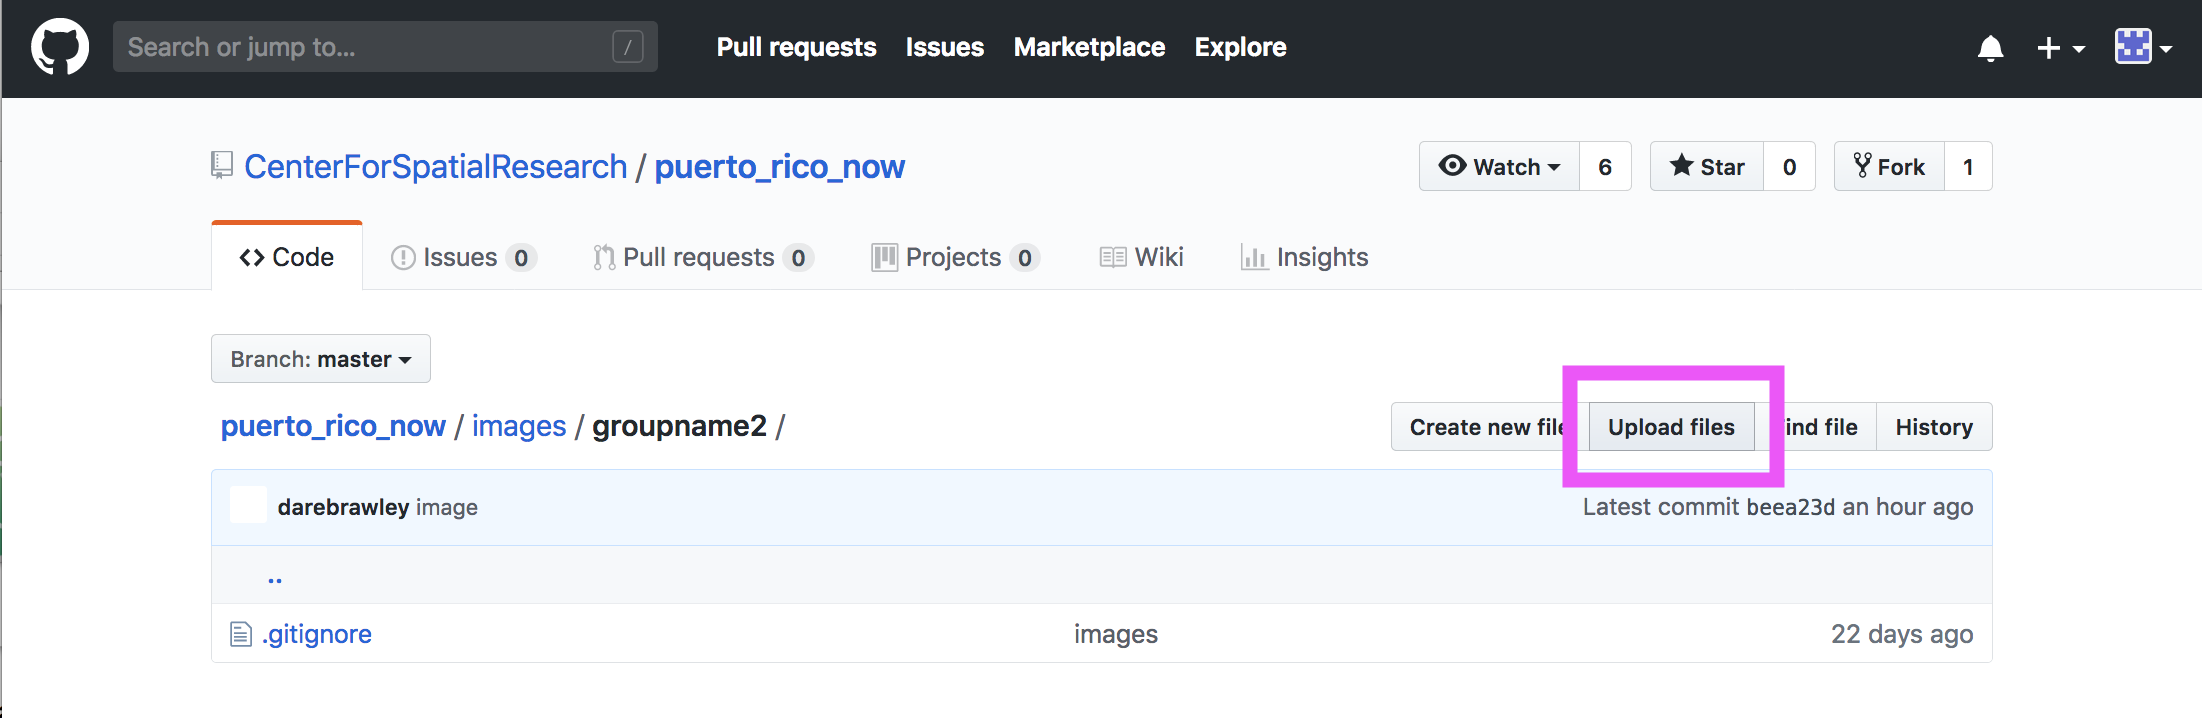 Search or jump to... / Pull requests Issues Marketplace Explore
CenterForSpatialResearch / puerto_rico_now Watch 6 Star 0 Fork 1
Code Issues 0 Pull requests 0 Projects 0 Wiki Insights
Branch: master
puerto_rico_now / images / groupname2 / Create new file Upload files ind file History
darebrawley image Latest commit beea23d an hour ago
..
.gitignore images 22 days ago